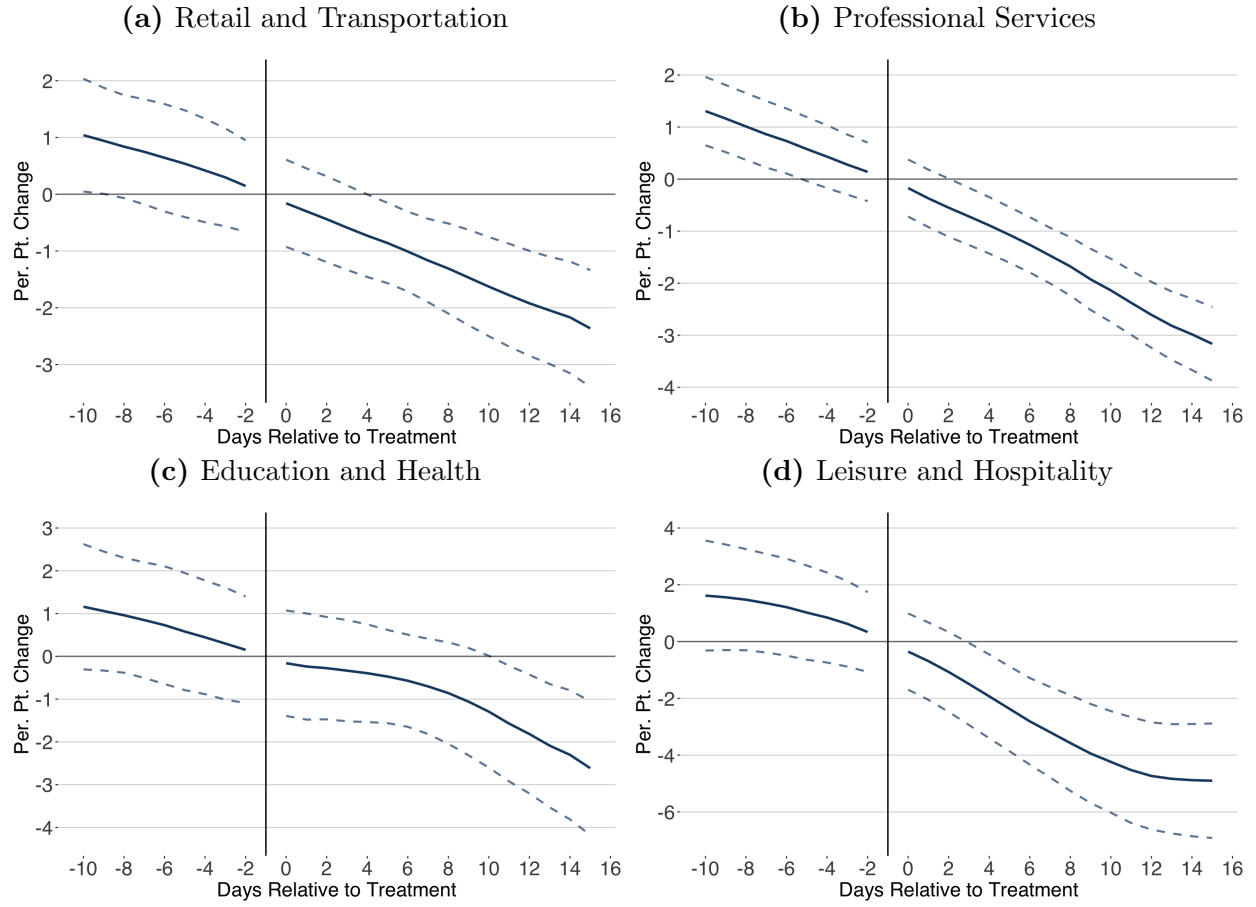 (a) Retail and Transportation
Per. Pt. Change
2
1
0
-1
-2
-3
-10 -8 -6 -4 -2 0 2 4 6 8 10 12 14 16
Days Relative to Treatment
(b) Professional Services
Per. Pt. Change
2
1
0
-1
-2
-3
-4
-10 -8 -6 -4 -2 0 2 4 6 8 10 12 14 16
Days Relative to Treatment
(c) Education and Health
Per. Pt. Change
3
2
1
0
-1
-2
-3
-4
-10 -8 -6 -4 -2 0 2 4 6 8 10 12 14 16
Days Relative to Treatment
(d) Leisure and Hospitality
Per. Pt. Change
4
2
0
-2
-4
-6
-10 -8 -6 -4 -2 0 2 4 6 8 10 12 14 16
Days Relative to Treatment